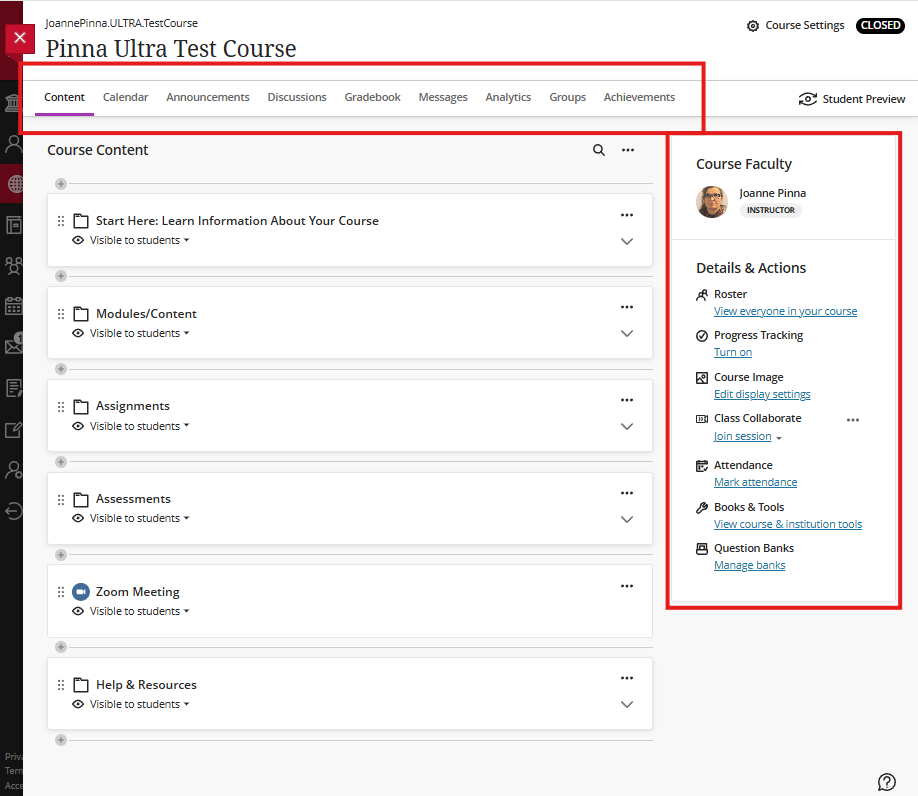 JoannePinna.ULTRA.TestCourse
Pinna Ultra Test Course
Course Settings
CLOSED
Content
Calendar
Announcements
Discussions
Gradebook
Messages
Analytics
Groups
Achievements
Student Preview
Course Content
Start Here: Learn Information About Your Course
Visible to students
Modules/Content
Visible to students
Assignments
Visible to students
Assessments
Visible to students
Zoom Meeting
Visible to students
Help & Resources
Visible to students
Course Faculty
Joanne Pinna
INSTRUCTOR
Details & Actions
Roster
View everyone in your course
Progress Tracking
Turn on
Course Image
Edit display settings
Class Collaborate
Join session
Attendance
Mark attendance
Books & Tools
View course & institution tools
Question Banks
Manage banks
1